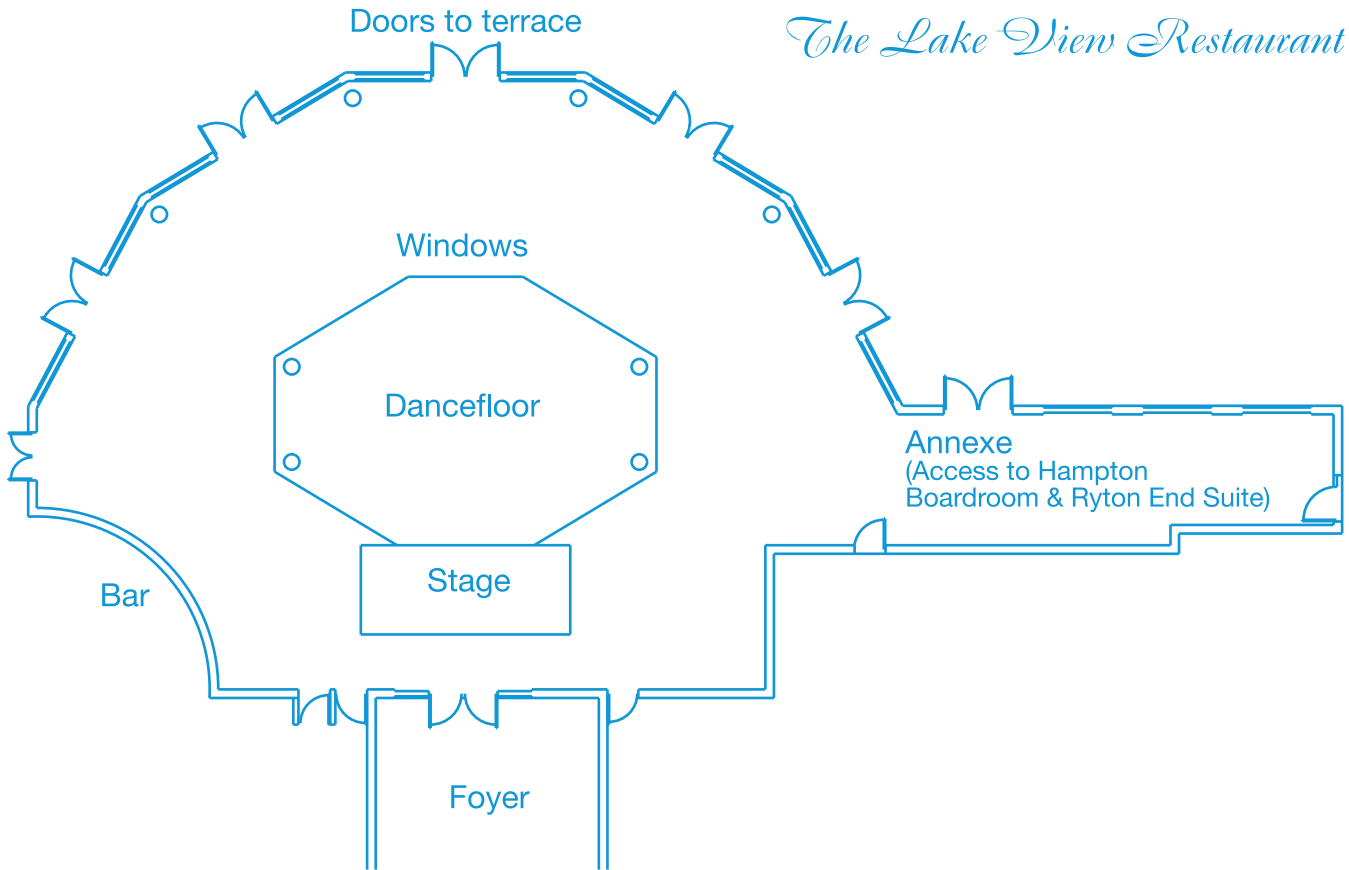 Doors to terrace
The Lake View Restaurant
Windows
Dancefloor
Annexe
(Access to Hampton
Boardroom & Ryton End Suite)
Stage
Bar
Foyer